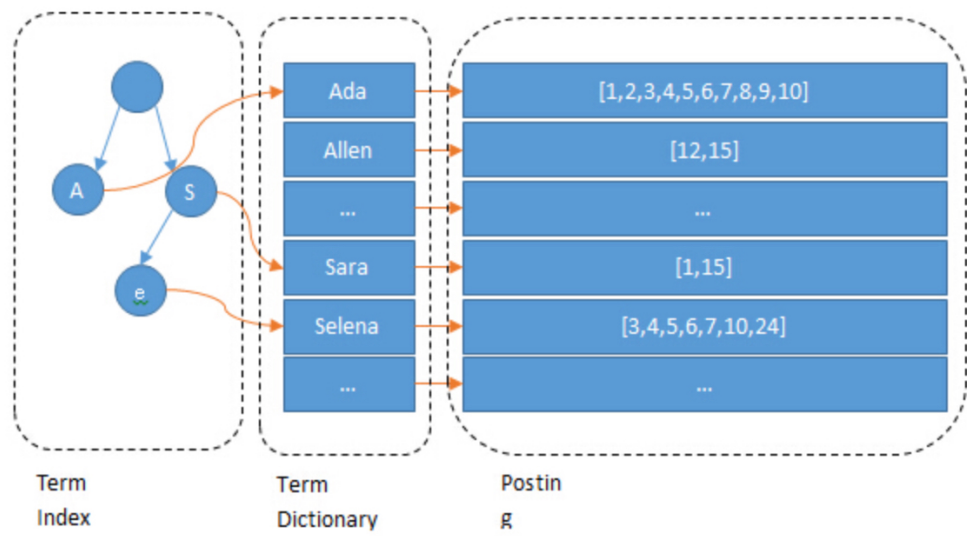 A
S
e
Ada
[1,2,3,4,5,6,7,8,9,10]
Allen
[12,15]
...
...
Sara
[1,15]
Selena
[3,4,5,6,7,10,24]
...
...
Term
Index
Term
Dictionary
Postin
g